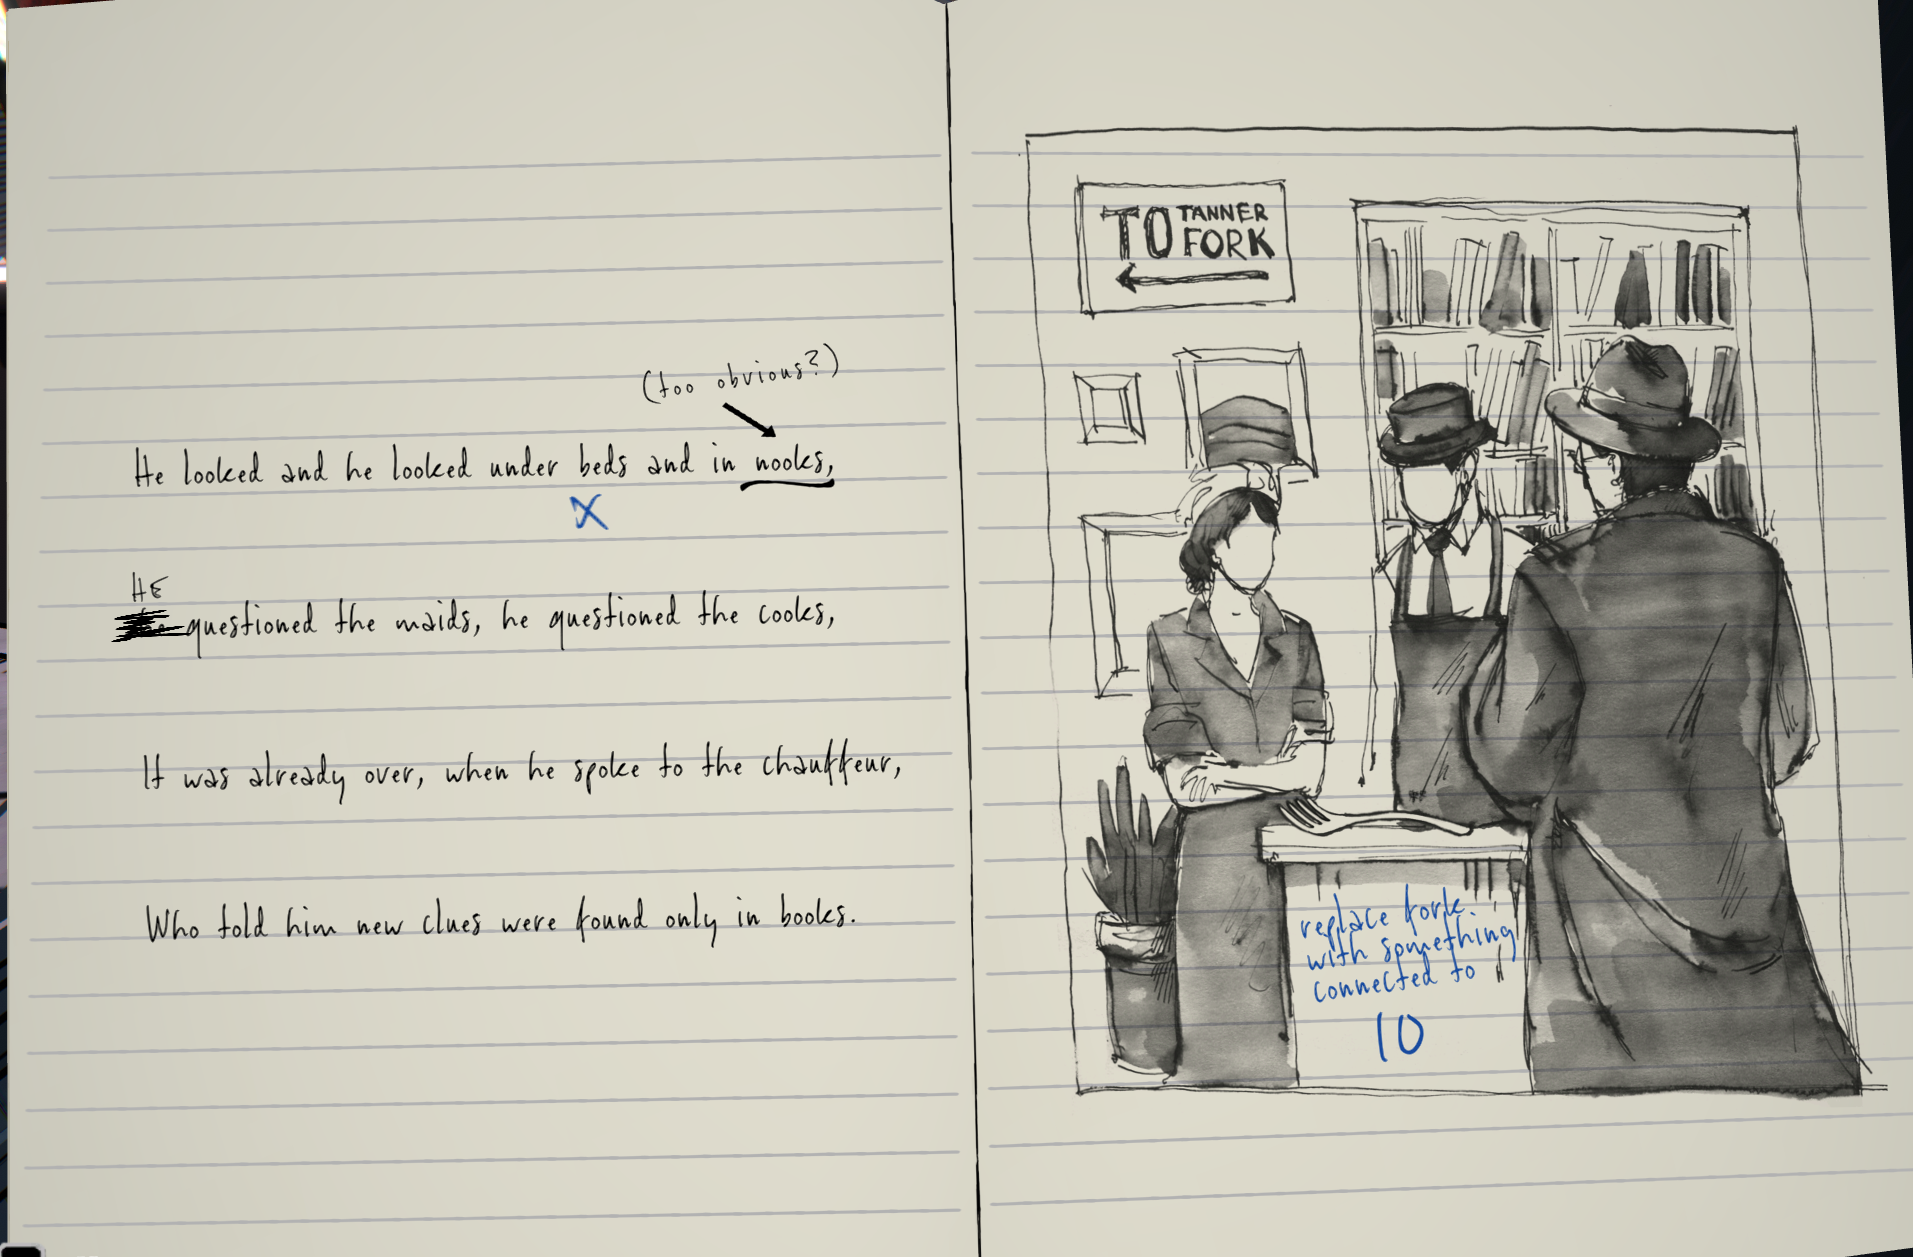 (too obvious?)
He looked and he looked under beds and in nooks,
X
HE
questioned the maids, he questioned the cooks,
It was already over, when he spoke to the chauffeur,
Who told him new clues were found only in books.
TO TANNER
FORK
replace fork
with something
connected to
10